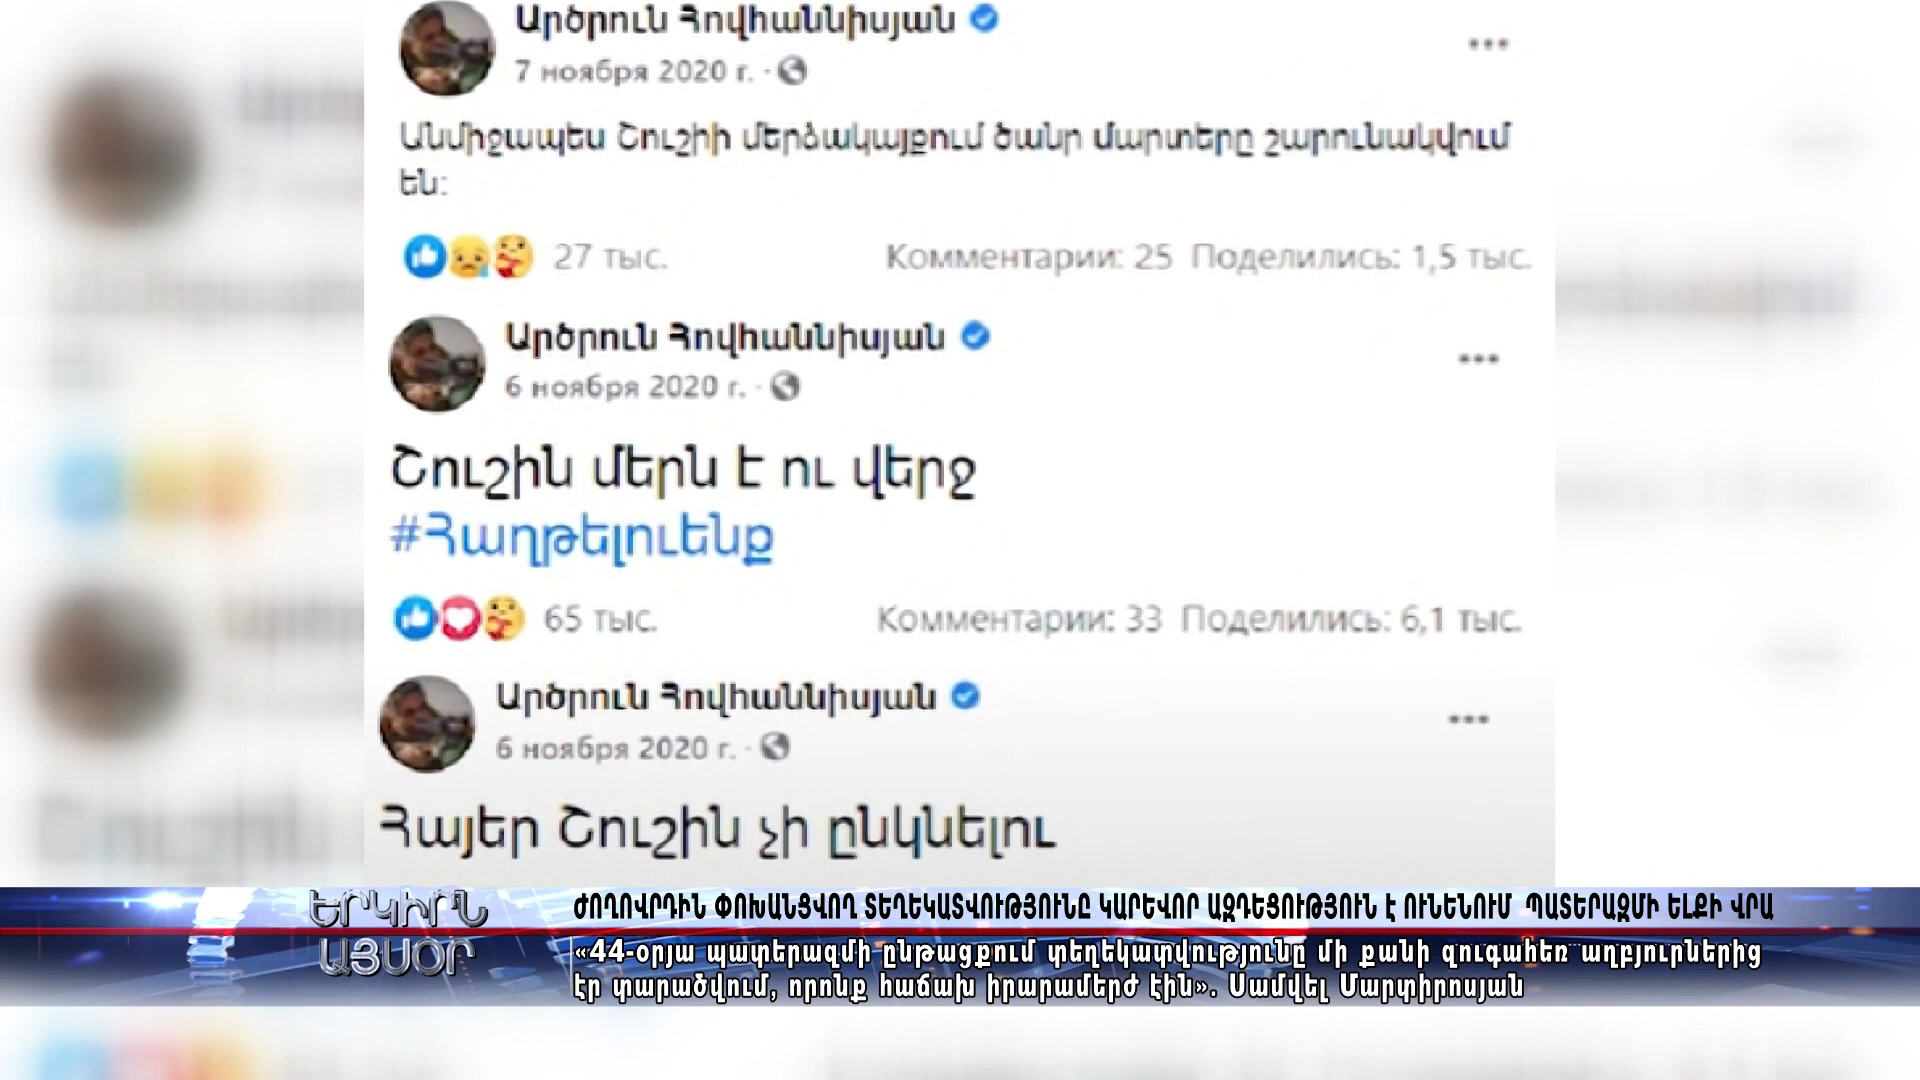 Արծրուն Հովհաննիսյան
7 ноября 2020 г.
Անմիջապես Շուշիի մերձակայքում ծանր մարտերը շարունակվում
են:
27 тыс. Комментарии: 25 Поделились: 1,5 тыс.
Արծրուն Հովհաննիսյան
6 ноября 2020 г.
Շուշին մերն է ու վերջ
#Հաղթելուենք
65 тыс. Комментарии: 33 Поделились: 6,1 тыс.
Արծրուն Հովհաննիսյան
6 ноября 2020 г.
Հայեր Շուշին չի ընկնելու
ԵՐԿԻՐՆ
ԱՅՍՕՐ
ԺՈՂՈՎՐԴԻՆ ՓՈԽԱՆՑՎՈՂ ՏԵՂԵԿԱՏՎՈՒԹՅՈՒՆԸ ԿԱՐԵՎՈՐ ԱԶԴԵՑՈՒԹՅՈՒՆ Է ՈՒՆԵՆՈՒՄ ՊԱՏԵՐԱԶՄԻ ԵԼՔԻ ՎՐԱ
«44-օրյա պատերազմի ընթացքում տեղեկատվությունը մի քանի զուգահեռ աղբյուրներից
էր տարածվում, որոնք հաճախ իրարամերժ էին». Սամվել Մարտիրոսյան